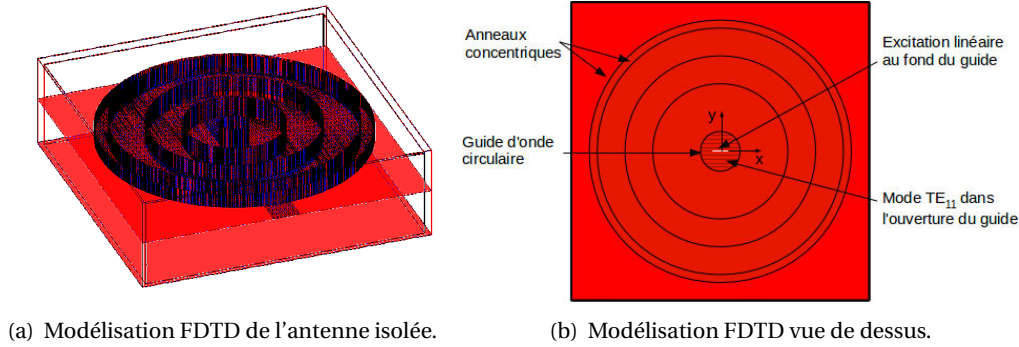 Anneaux
concentriques
Excitation linéaire
au fond du guide
Guide d'onde
circulaire
y
x
Mode TE11 dans
l'ouverture du guide
(a) Modélisation FDTD de l'antenne isolée.
(b) Modélisation FDTD vue de dessus.